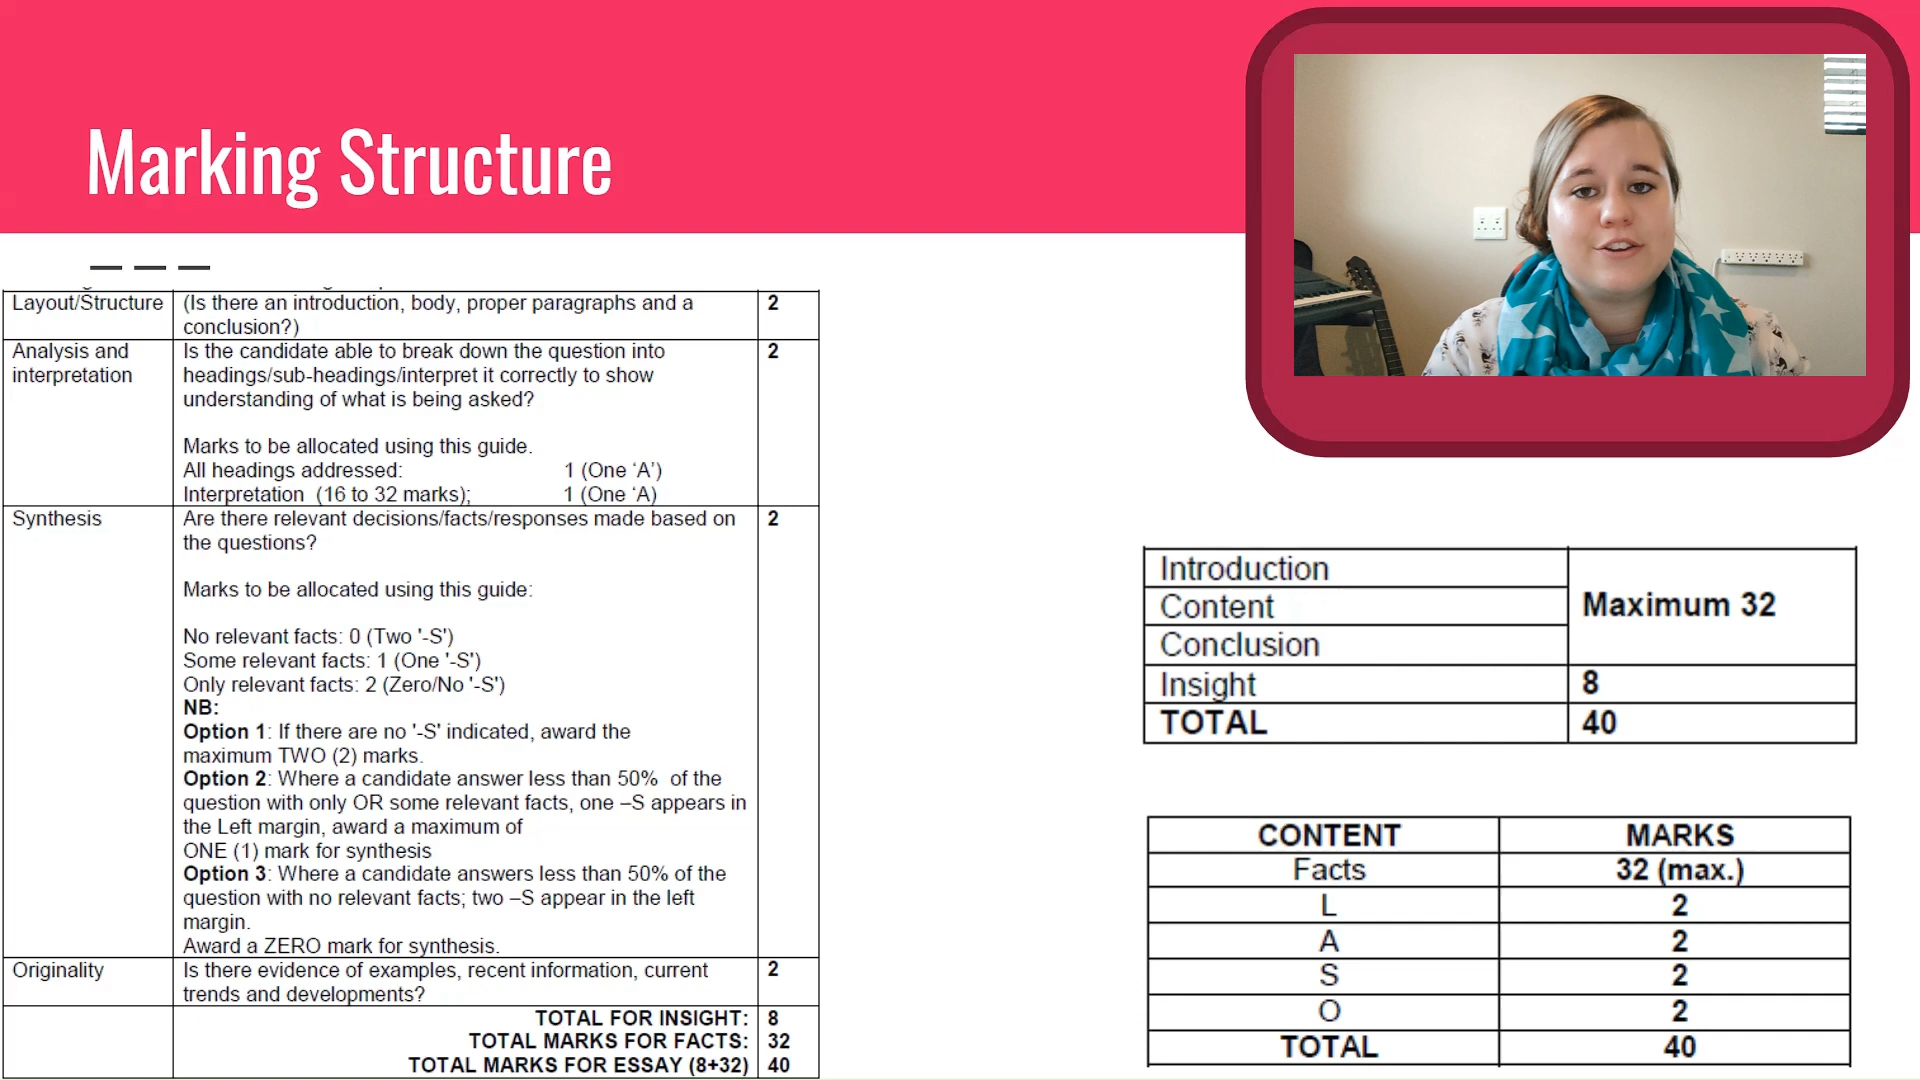 Marking Structure
Layout/Structure (Is there an introduction, body, proper paragraphs and a 2
conclusion?)
Analysis and Is the candidate able to break down the question into 2
interpretation headings/sub-headings/interpret it correctly to show
understanding of what is being asked?
Marks to be allocated using this guide.
All headings addressed: 1 (One ‘A’)
Interpretation (16 to 32 marks); 1 (One ‘A)
Synthesis Are there relevant decisions/facts/responses made based on 2
the questions?
Marks to be allocated using this guide:
No relevant facts: 0 (Two '-S')
Some relevant facts: 1 (One '-S')
Only relevant facts: 2 (Zero/No '-S')
NB:
Option 1: If there are no '-S' indicated, award the
maximum TWO (2) marks.
Option 2: Where a candidate answer less than 50% of the
question with only OR some relevant facts, one –S appears in
the Left margin, award a maximum of
ONE (1) mark for synthesis
Option 3: Where a candidate answers less than 50% of the
question with no relevant facts; two –S appear in the left
margin.
Award a ZERO mark for synthesis.
Originality Is there evidence of examples, recent information, current 2
trends and developments?
TOTAL FOR INSIGHT: 8
TOTAL MARKS FOR FACTS: 32
TOTAL MARKS FOR ESSAY (8+32) 40
Introduction
Content
Conclusion
Maximum 32
Insight 8
TOTAL 40
CONTENT MARKS
Facts 32 (max.)
L 2
A 2
S 2
O 2
TOTAL 40